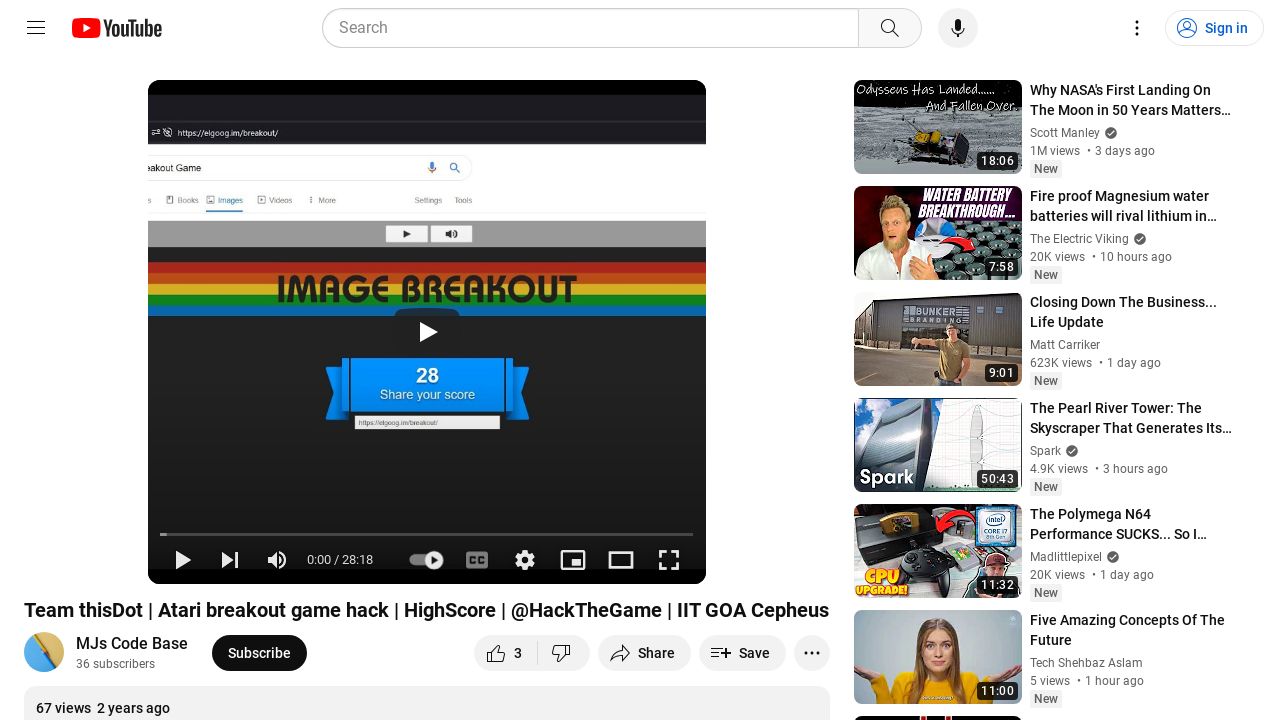 YouTube
Search
Sign in
https://elgoog.im/breakout/
eakout Game
Books
Images
Videos
More
Settings
Tools
IMAGE BREAKOUT
28
Share your score
https://elgoog.im/breakout/
0:00 / 28:18
CC
Team thisDot | Atari breakout game hack | HighScore | @HackTheGame | IIT GOA Cepheus
MJs Code Base
36 subscribers
Subscribe
3
Share
Save
67 views 2 years ago
Odysseus Has Landed......
And Fallen Over.
18:06
Why NASA's First Landing On
The Moon in 50 Years Matters…
Scott Manley
1M views • 3 days ago
New
WATER BATTERY
BREAKTHROUGH...
7:58
Fire proof Magnesium water
batteries will rival lithium in…
The Electric Viking
20K views • 10 hours ago
New
BUNKER
BRANDING
9:01
Closing Down The Business...
Life Update
Matt Carriker
623K views • 1 day ago
New
Spark
50:43
The Pearl River Tower: The
Skyscraper That Generates Its…
Spark
4.9K views • 3 hours ago
New
intel
CORE i7
8th Gen
CPU
UPGRADE!
11:32
The Polymega N64
Performance SUCKS... So I…
Madlittlepixel
20K views • 1 day ago
New
11:00
Five Amazing Concepts Of The
Future
Tech Shehbaz Aslam
5 views • 1 hour ago
New